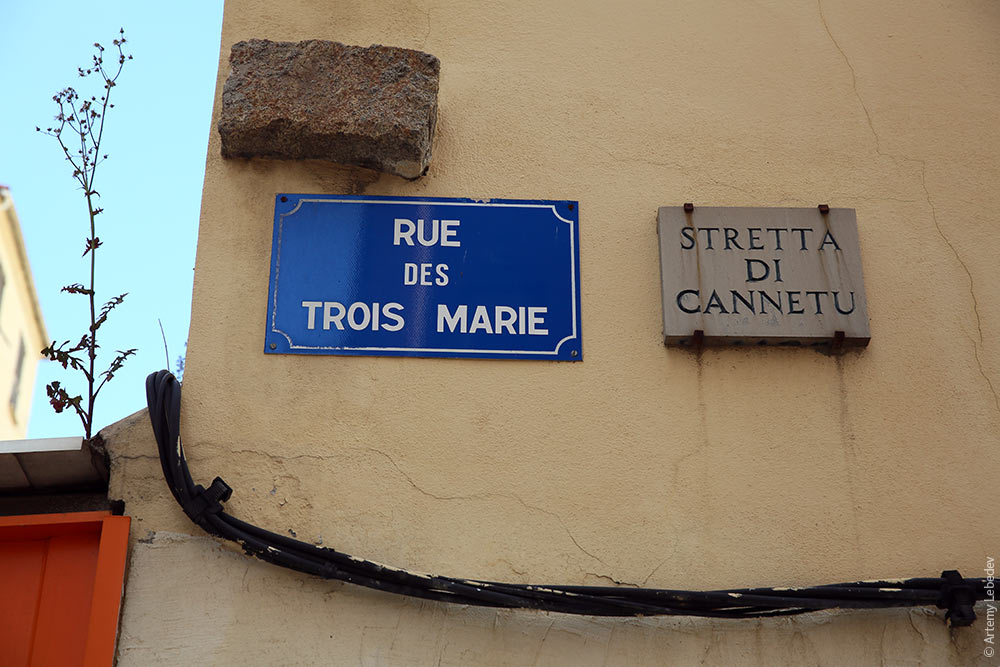 RUE
DES
TROIS MARIE
STRETTA
DI
CANNETU
© Artemy Lebedev